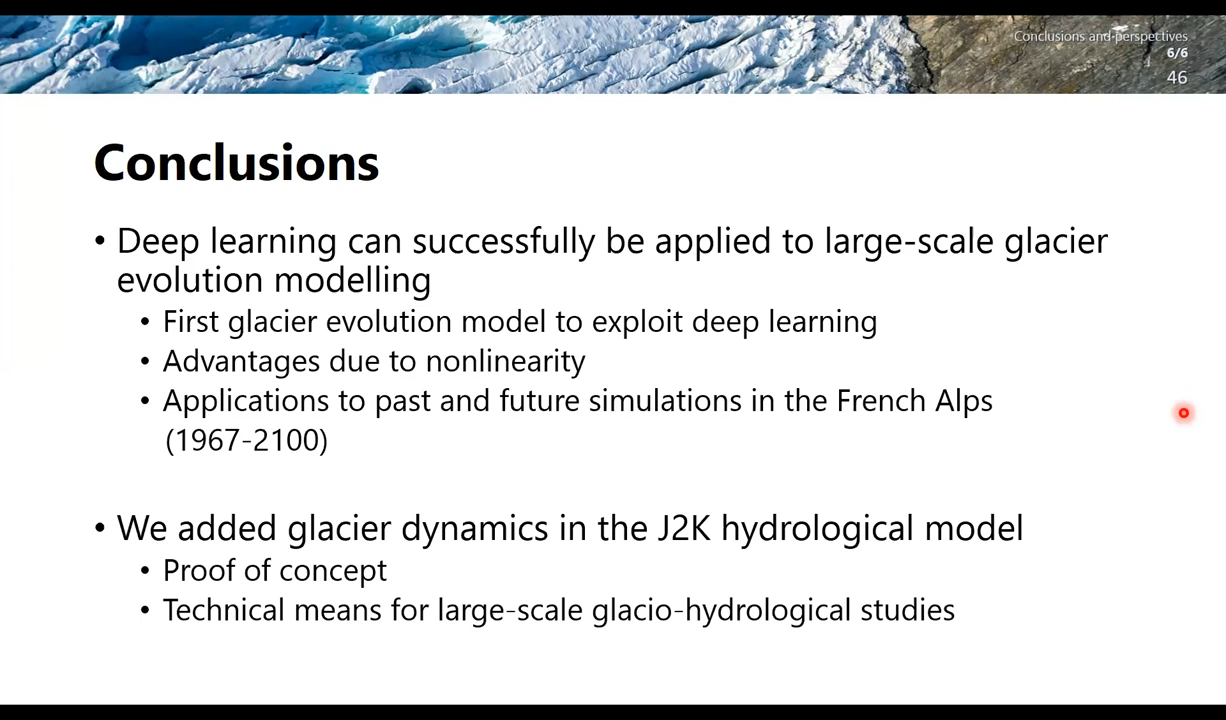 Conclusions and perspectives
6/6
46
Conclusions
• Deep learning can successfully be applied to large-scale glacier
evolution modelling
• First glacier evolution model to exploit deep learning
• Advantages due to nonlinearity
• Applications to past and future simulations in the French Alps
(1967-2100)
• We added glacier dynamics in the J2K hydrological model
• Proof of concept
• Technical means for large-scale glacio-hydrological studies